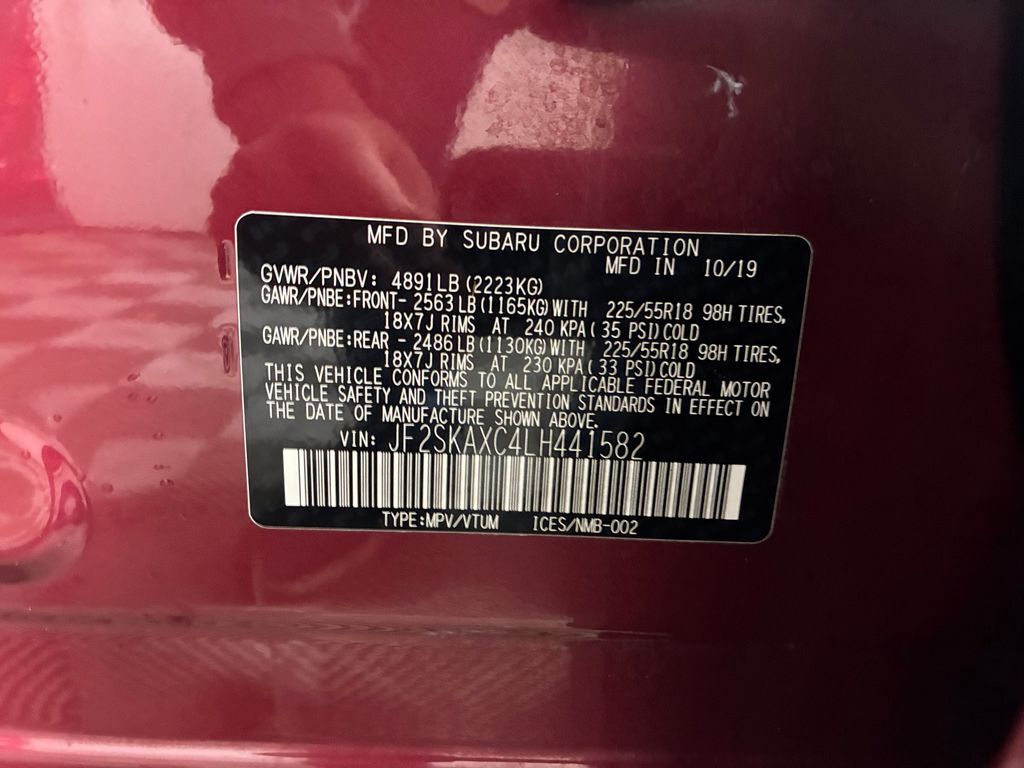 MFD BY SUBARU CORPORATION
MFD IN 10/19
GVWR/PNBV: 4891LB(2223KG)
GAWR/PNBE:FRONT- 2563LB(1165KG)WITH 225/55R18 98H TIRES,
18X7J RIMS AT 240 KPA( 35 PSI)COLD
GAWR/PNBE:REAR - 2486LB(1130KG)WITH 225/55R18 98H TIRES,
18X7J RIMS AT 230 KPA( 33 PSI)COLD
THIS VEHICLE CONFORMS TO ALL APPLICABLE FEDERAL MOTOR
VEHICLE SAFETY AND THEFT PREVENTION STANDARDS IN EFFECT ON
THE DATE OF MANUFACTURE SHOWN ABOVE.
VIN: JF2SKAXC4LH441582
TYPE:MPV/VTUM ICES/NMB-002